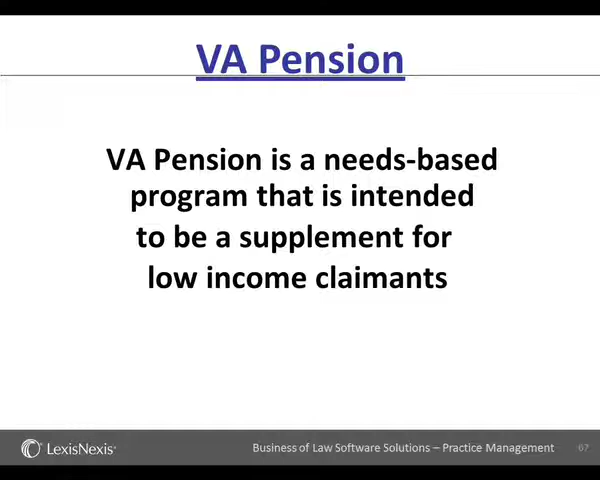 VA Pension
VA Pension is a needs-based
program that is intended
to be a supplement for
low income claimants
LexisNexis®
Business of Law Software Solutions – Practice Management
67